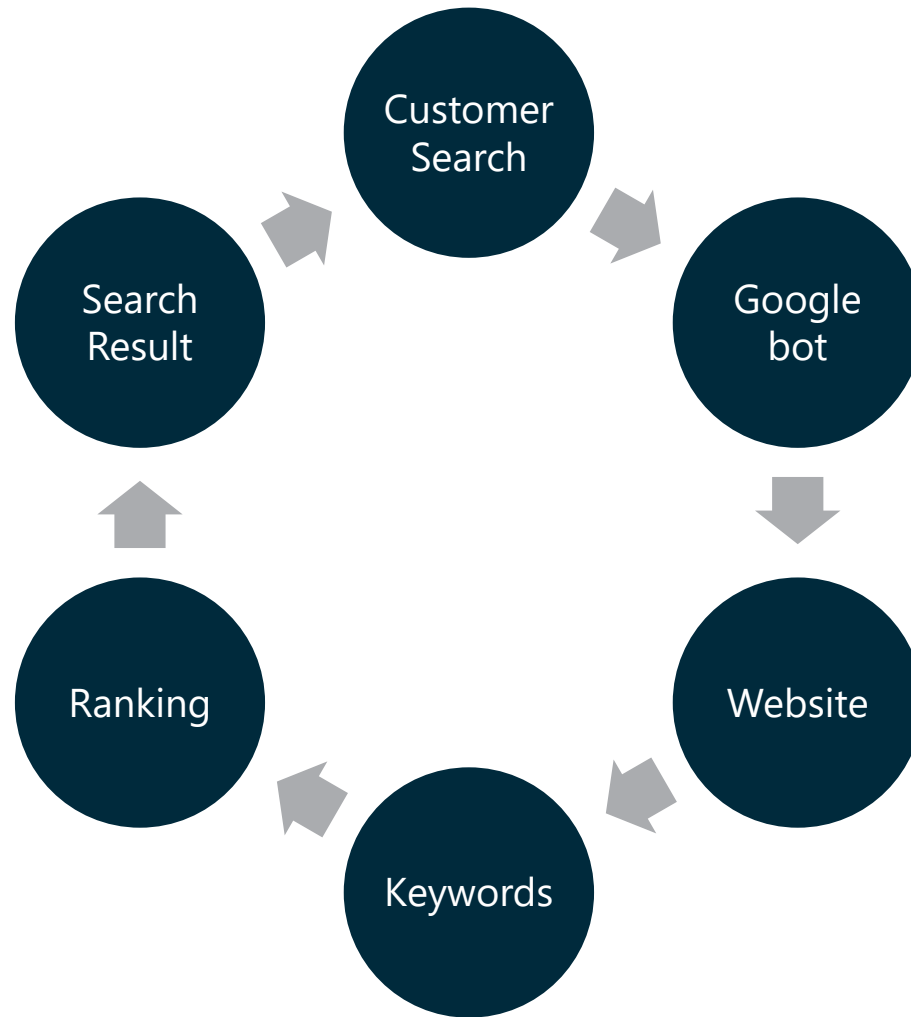 Customer
Search
Google
bot
Website
Keywords
Ranking
Search
Result